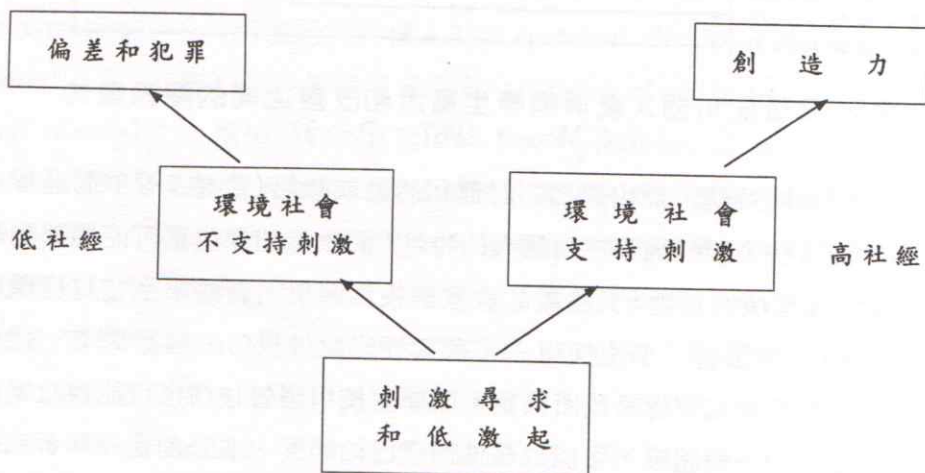 偏差和犯罪
創造力
環境社會
不支持刺激
環境社會
支持刺激
低社經
高社經
刺激尋求
和低激起